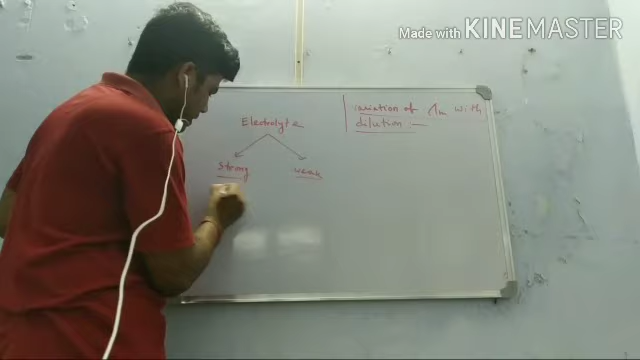 Made with KINEMASTER
variation of Λm with
dilution —
Electrolyte
Strong
weak